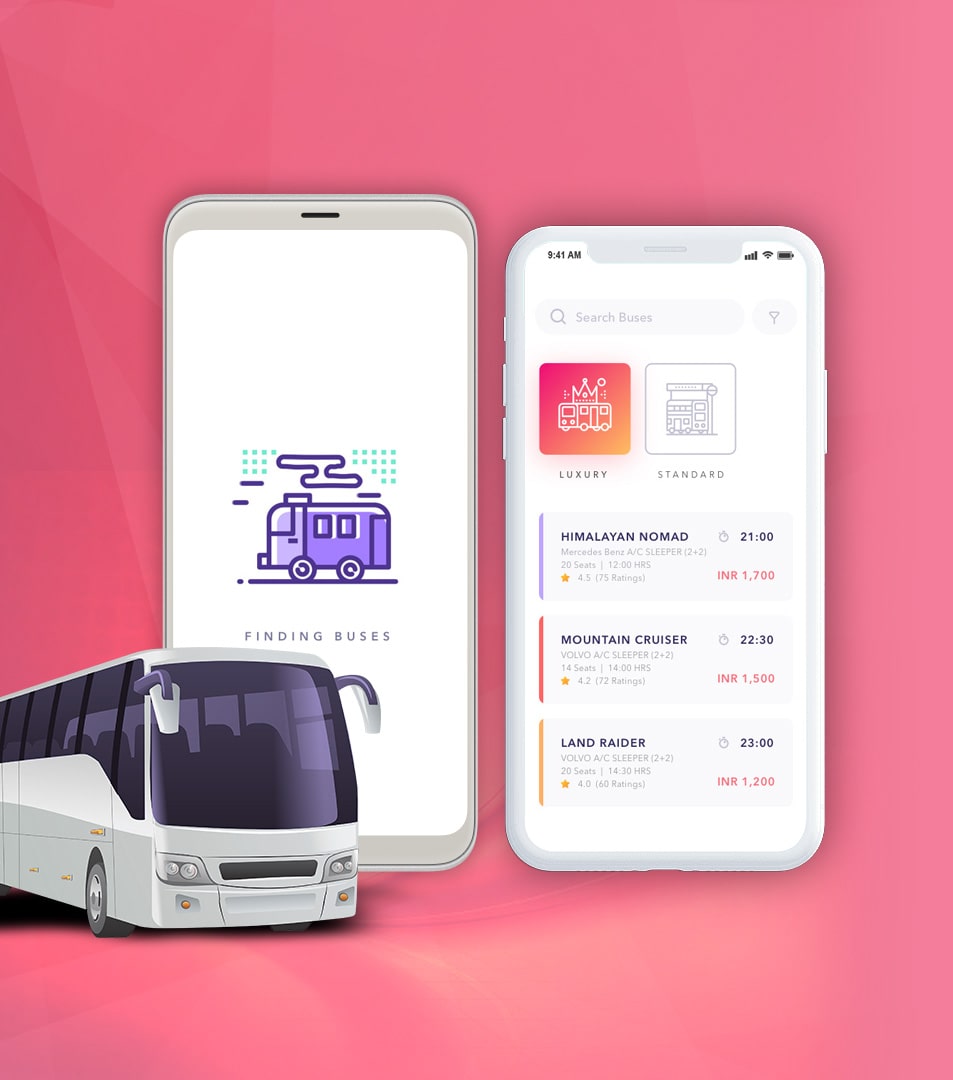 FINDING BUSES
9:41 AM
Search Buses
LUXURY
STANDARD
HIMALAYAN NOMAD 21:00
Mercedes Benz A/C SLEEPER (2+2)
20 Seats | 12:00 HRS
4.5 (75 Ratings) INR 1,700
MOUNTAIN CRUISER 22:30
VOLVO A/C SLEEPER (2+2)
14 Seats | 14:00 HRS
4.2 (72 Ratings) INR 1,500
LAND RAIDER 23:00
VOLVO A/C SLEEPER (2+2)
20 Seats | 14:30 HRS
4.0 (60 Ratings) INR 1,200